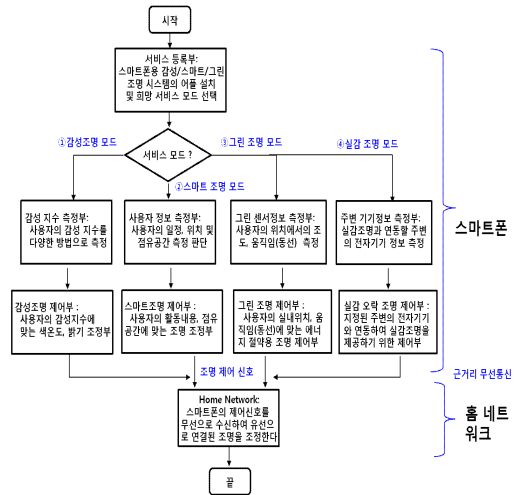 시작
서비스 등록부:
스마트폰용 감성/스마트/그린
조명 시스템의 어플 설치
및 희망 서비스 모드 선택
①감성조명 모드
③그린 조명 모드
④실감 조명 모드
서비스 모드 ?
②스마트 조명 모드
감성 지수 측정부:
사용자의 감성 지수를
다양한 방법으로 측정
사용자 정보 측정부:
사용자의 일정, 위치 및
점유공간 측정 판단
그린 센서정보 측정부:
사용자의 위치에서의 조
도, 움직임(동선) 측정
주변 기기정보 측정부:
실감조명과 연동할 주변
의 전자기기 정보 측정
스마트폰
감성조명 제어부:
사용자의 감성지수에
맞는 색온도, 밝기 조정부
스마트조명 제어부 :
사용자의 활동내용, 점유
공간에 맞는 조명 조정부
그린 조명 제어부 :
사용자의 실내위치, 움
직임(동선)에 맞는 에너
지 절약용 조명 제어부
실감 오락 조명 제어부 :
지정된 주변의 전자기기
와 연동하여 실감조명을
제공하기 위한 제어부
조명 제어 신호
근거리 무선통신
Home Network:
스마트폰의 제어신호를
무선으로 수신하여 유선으
로 연결된 조명을 조정한다
홈 네트
워크
끝